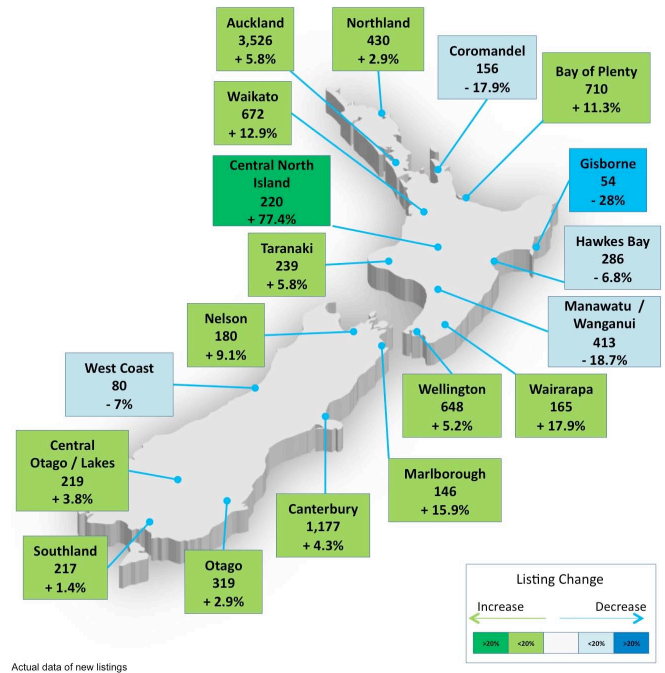 Auckland
3,526
+ 5.8%
Northland
430
+ 2.9%
Coromandel
156
- 17.9%
Bay of Plenty
710
+ 11.3%
Waikato
672
+ 12.9%
Central North
Island
220
+ 77.4%
Gisborne
54
- 28%
Taranaki
239
+ 5.8%
Hawkes Bay
286
- 6.8%
Manawatu /
Wanganui
413
- 18.7%
Nelson
180
+ 9.1%
West Coast
80
- 7%
Wellington
648
+ 5.2%
Wairarapa
165
+ 17.9%
Central
Otago / Lakes
219
+ 3.8%
Marlborough
146
+ 15.9%
Canterbury
1,177
+ 4.3%
Southland
217
+ 1.4%
Otago
319
+ 2.9%
Listing Change
Increase Decrease
>20% <20% <20% >20%
Actual data of new listings